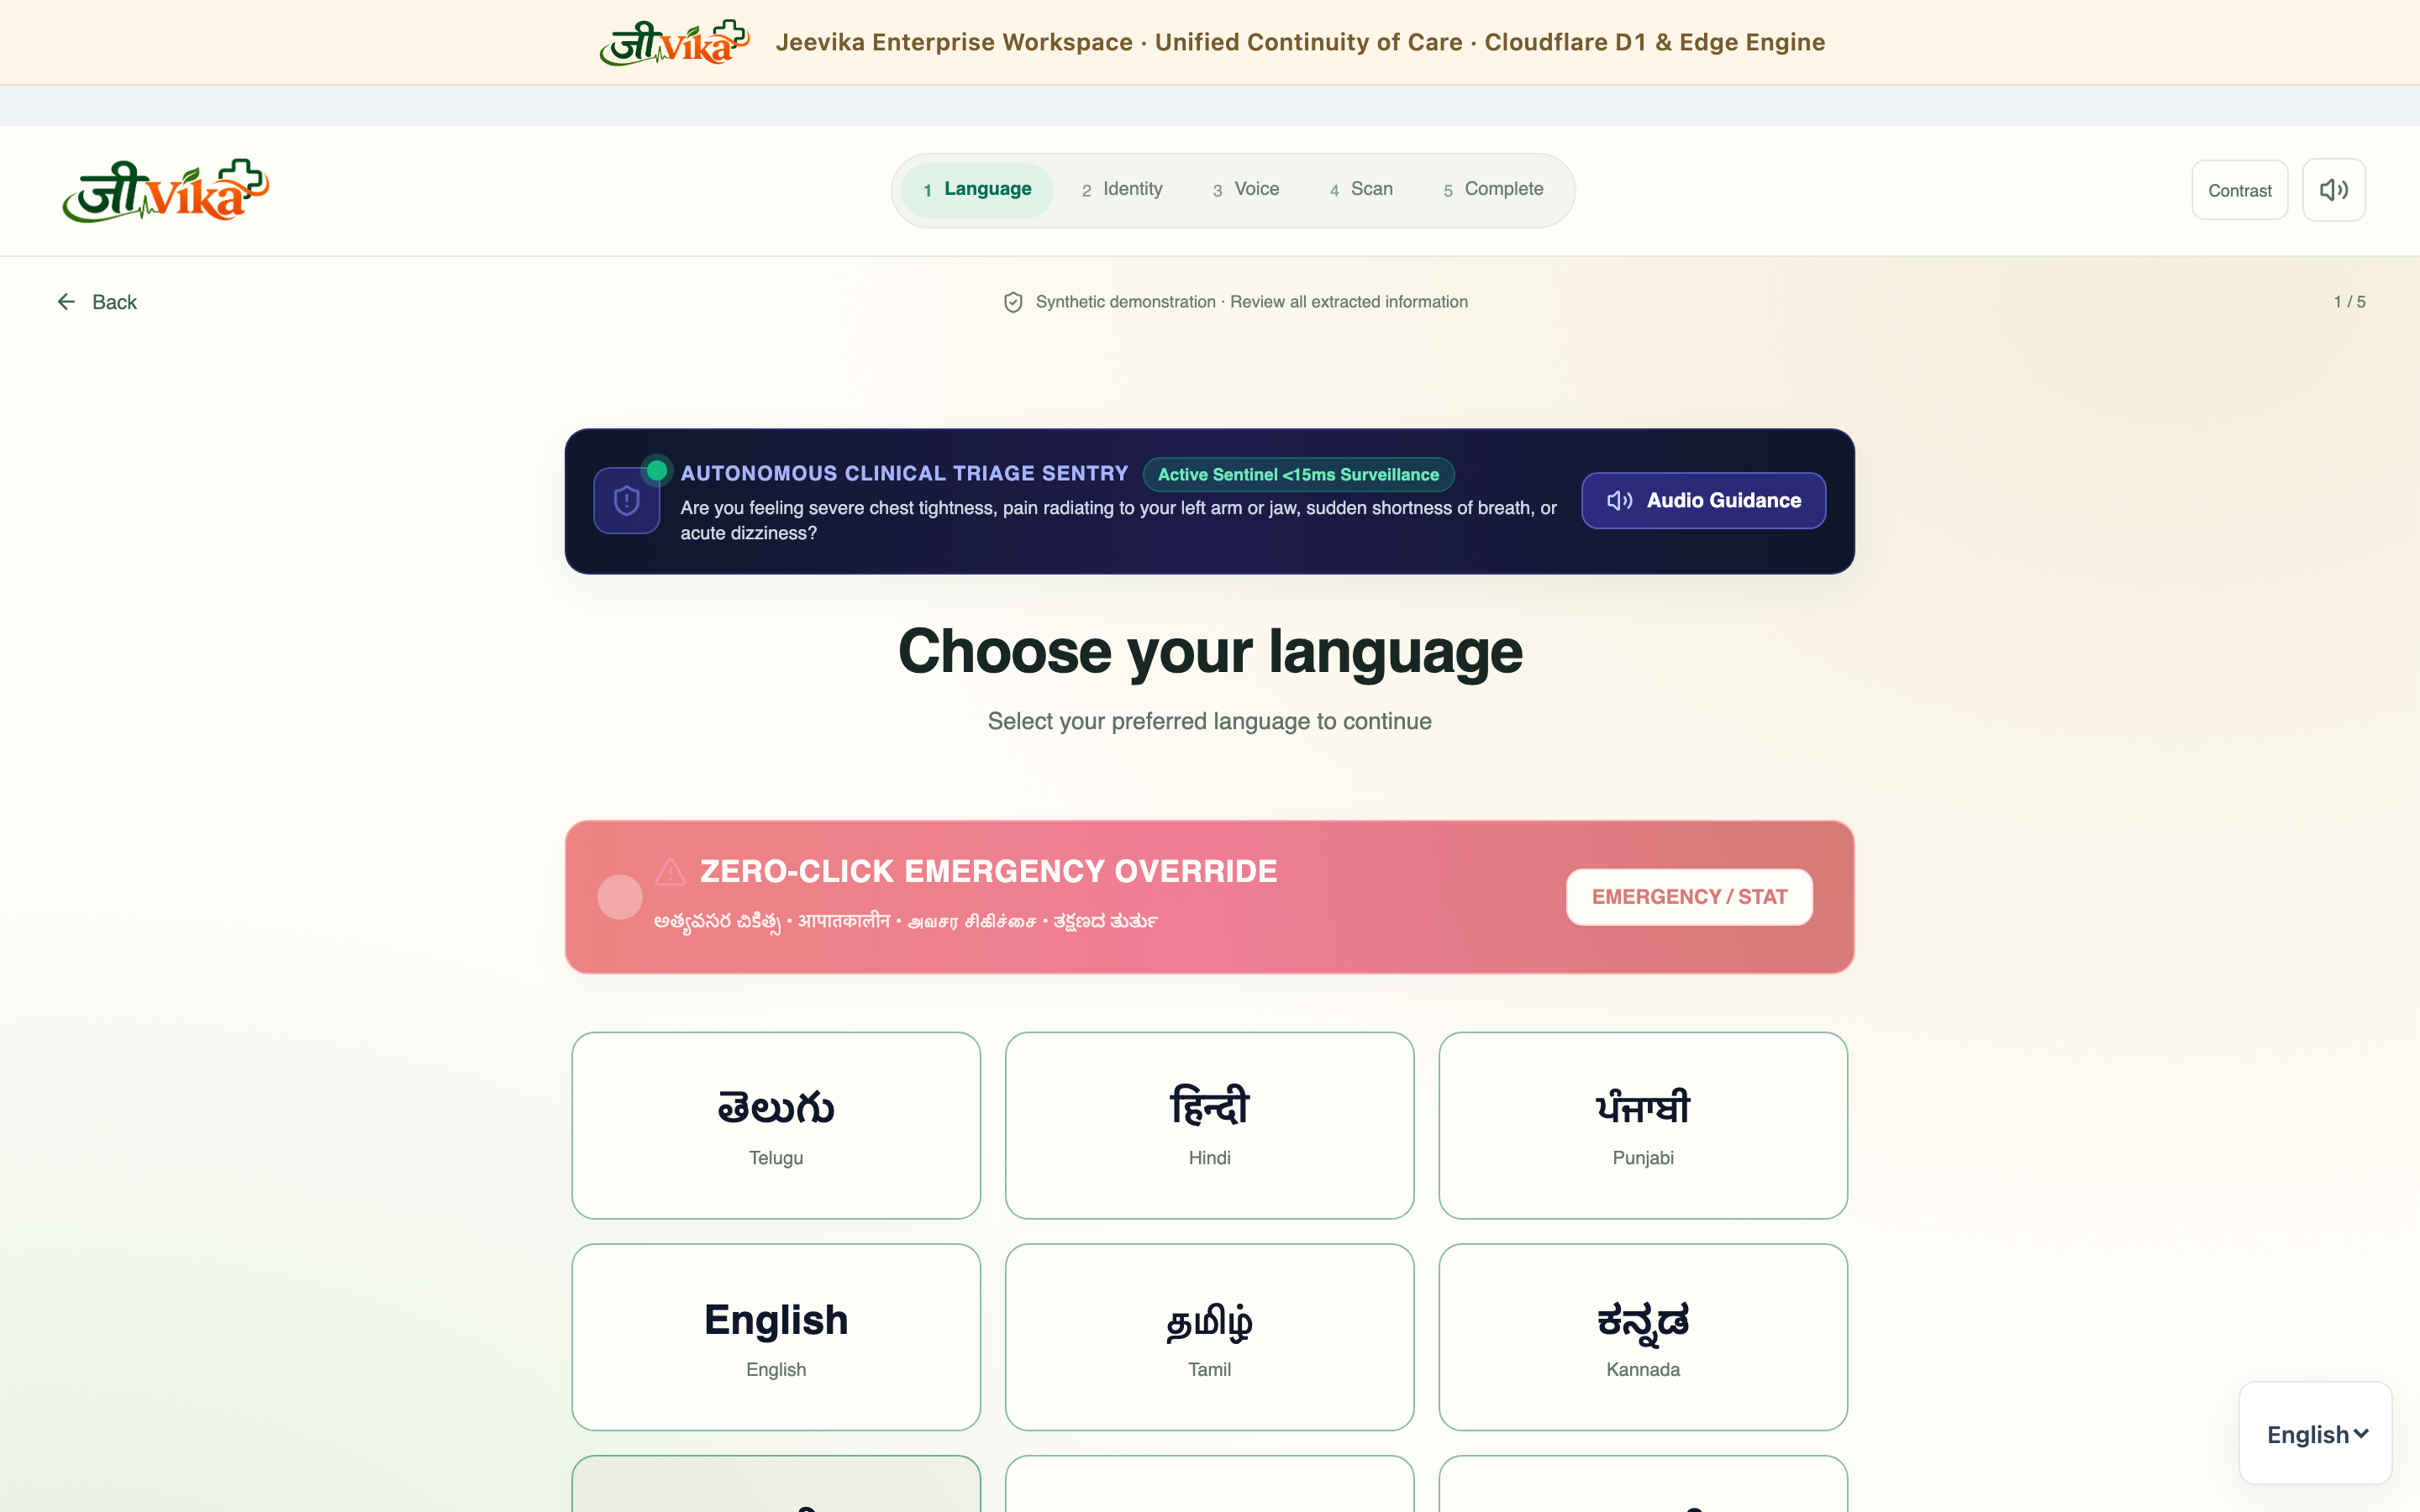 जीvika Jeevika Enterprise Workspace · Unified Continuity of Care · Cloudflare D1 & Edge Engine
जीvika
1 Language 2 Identity 3 Voice 4 Scan 5 Complete
Contrast
Back
Synthetic demonstration · Review all extracted information
1 / 5
AUTONOMOUS CLINICAL TRIAGE SENTRY Active Sentinel <15ms Surveillance
Are you feeling severe chest tightness, pain radiating to your left arm or jaw, sudden shortness of breath, or
acute dizziness?
Audio Guidance
Choose your language
Select your preferred language to continue
ZERO-CLICK EMERGENCY OVERRIDE
అత్యవసర చికిత్స • आपातकालीन • அவசர சிகிச்சை • ತಕ್ಷಣದ ತುರ್ತು
EMERGENCY / STAT
తెలుగు
Telugu
हिन्दी
Hindi
ਪੰਜਾਬੀ
Punjabi
English
English
தமிழ்
Tamil
ಕನ್ನಡ
Kannada
English